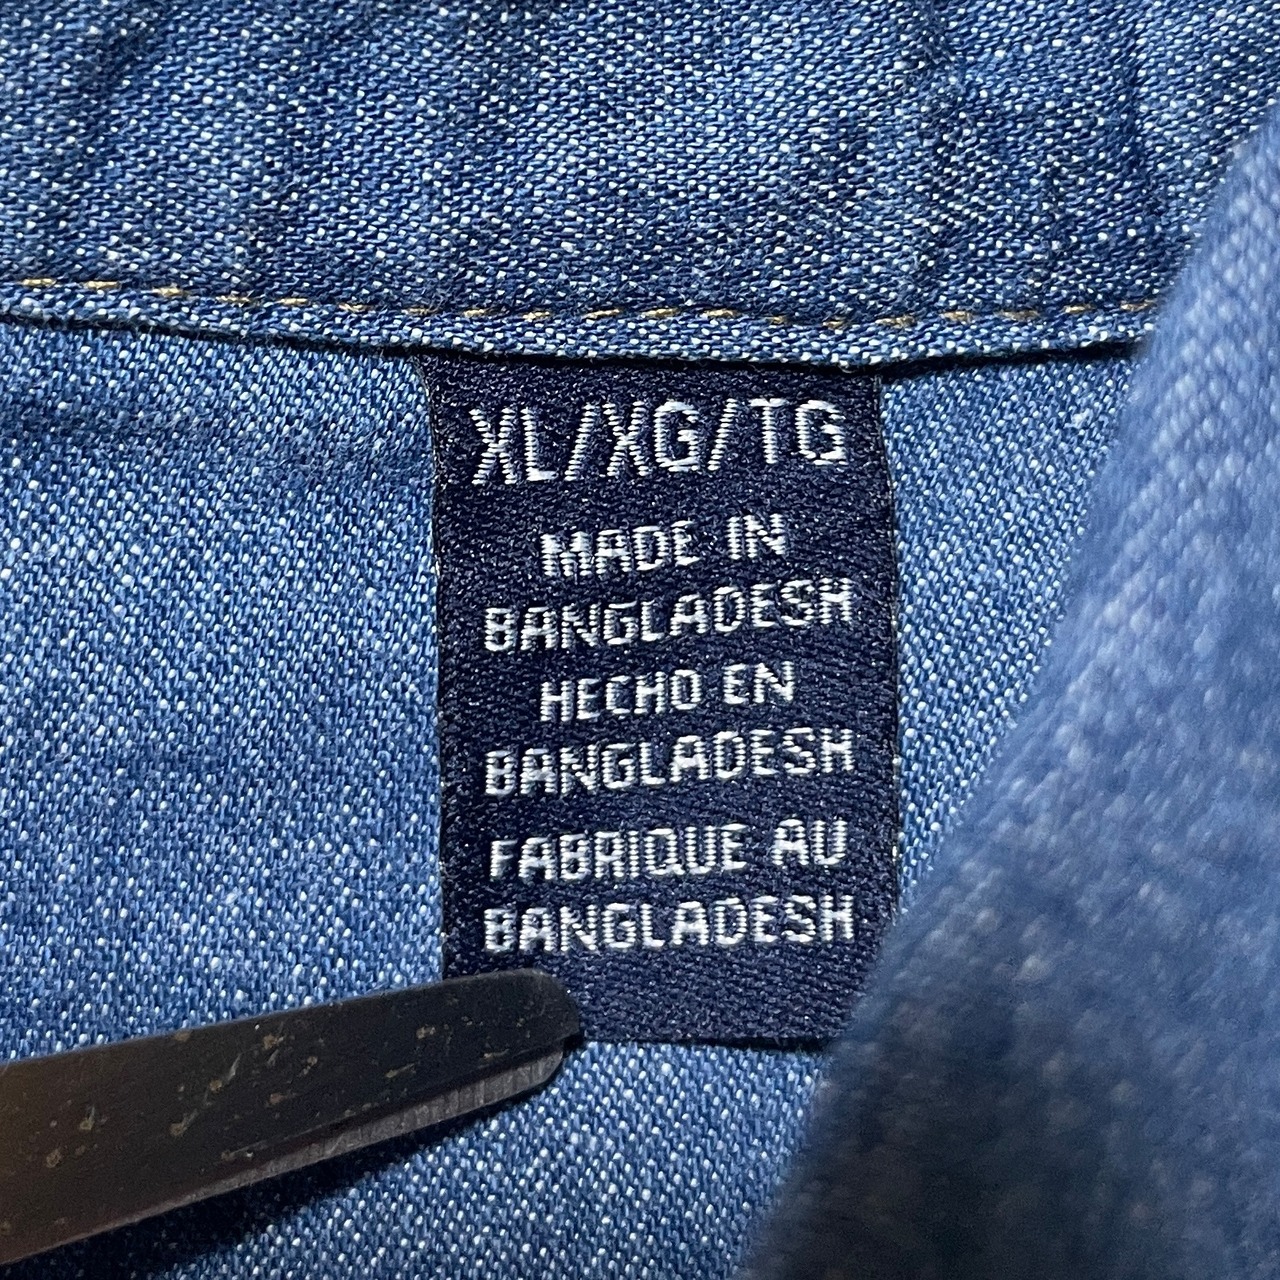 XL/XG/TG
MADE IN
BANGLADESH
HECHO EN
BANGLADESH
FABRIQUE AU
BANGLADESH